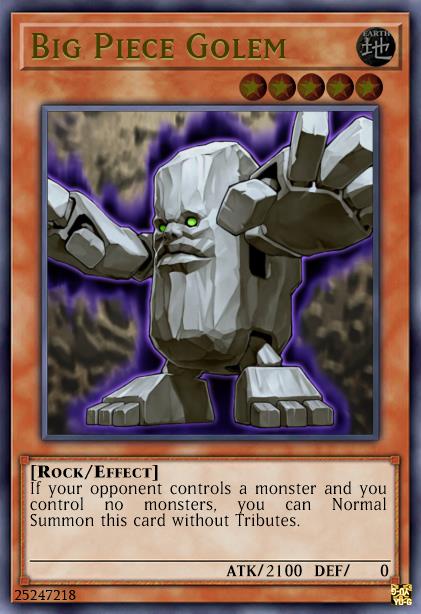 Big Piece Golem
EARTH
地
[Rock/Effect]
If your opponent controls a monster and you
control no monsters, you can Normal
Summon this card without Tributes.
ATK/2100 DEF/ 0
25247218